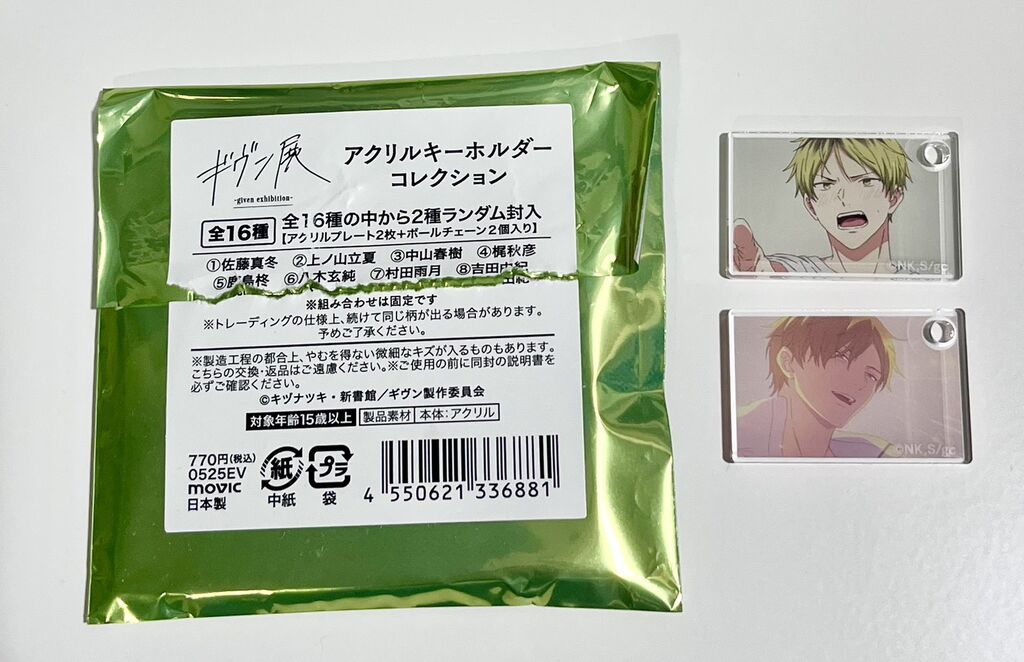 ギヴン展
-given exhibition-
アクリルキーホルダー
コレクション
全16種
全16種の中から2種ランダム封入
【アクリルプレート2枚+ボールチェーン2個入り】
①佐藤真冬 ②上ノ山立夏 ③中山春樹 ④梶秋彦
⑤鹿島柊 ⑥八木玄純 ⑦村田雨月 ⑧吉田由紀
※組み合わせは固定です
※トレーディングの仕様上、続けて同じ柄が出る場合があります。
予めご了承ください。
※製造工程の都合上、やむを得ない微細なキズが入るものもあります。
こちらの交換・返品はご遠慮ください。※ご使用の前に同封の説明書を
必ずご確認ください。
©キヅナツキ・新書館／ギヴン製作委員会
対象年齢15歳以上 製品素材 本体:アクリル
770円(税込)
0525EV
movic
日本製
紙
中紙
プラ
袋
4 550621 336881
©NK,S/gc
©NK,S/gc